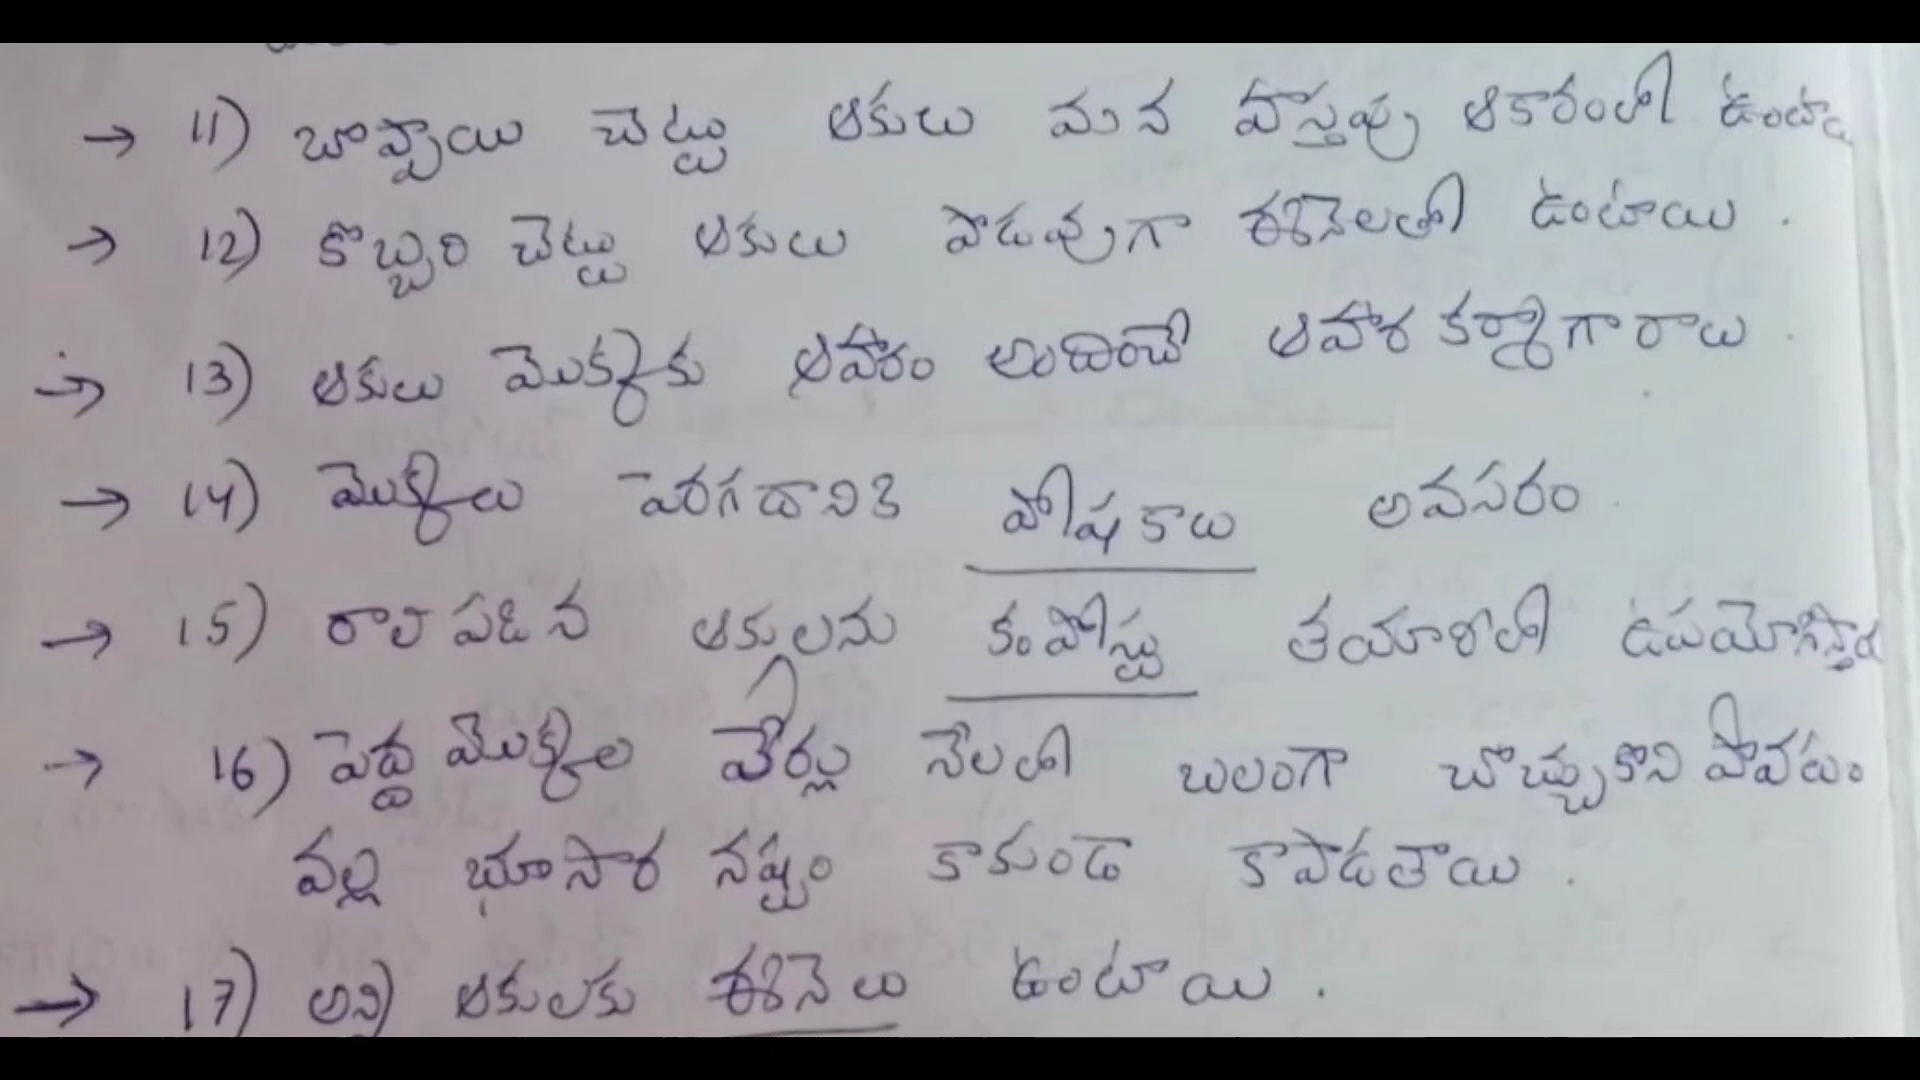 → 11) బొప్పాయి చెట్టు ఆకులు మన హస్తపు ఆకారంలో ఉంటాయి
→ 12) కొబ్బరి చెట్టు ఆకులు పొడవుగా ఈనెలతో ఉంటాయి.
→ 13) ఆకులు మొక్కకు ఆహారం అందించే ఆహార కర్మాగారాలు.
→ 14) మొక్కలు పెరగడానికి పోషకాలు అవసరం.
→ 15) రాలి పడిన ఆకులను కంపోస్టు తయారీలో ఉపయోగిస్తారు
→ 16) పెద్ద మొక్కల వేర్లు నేలలో బలంగా చొచ్చుకొని పోవటం
వల్ల భూసార నష్టం కాకుండా కాపాడతాయి.
→ 17) అన్ని ఆకులకు ఈనెలు ఉంటాయి.